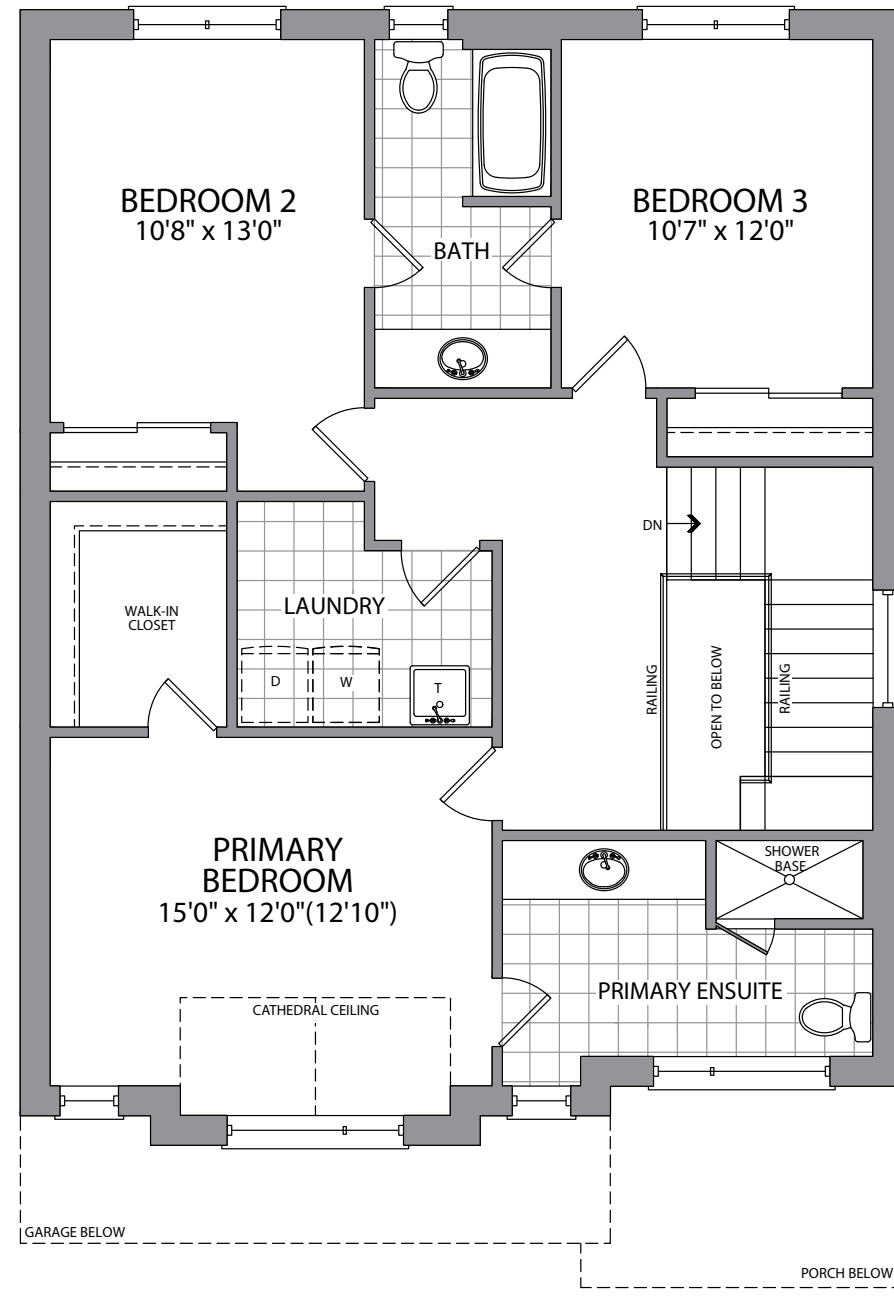 BEDROOM 2
10'8" x 13'0"
BEDROOM 3
10'7" x 12'0"
BATH
DN
WALK-IN
CLOSET
LAUNDRY
D
W
T
RAILING
OPEN TO BELOW
RAILING
PRIMARY
BEDROOM
15'0" x 12'0"(12'10")
SHOWER
BASE
PRIMARY ENSUITE
CATHEDRAL CEILING
GARAGE BELOW
PORCH BELOW